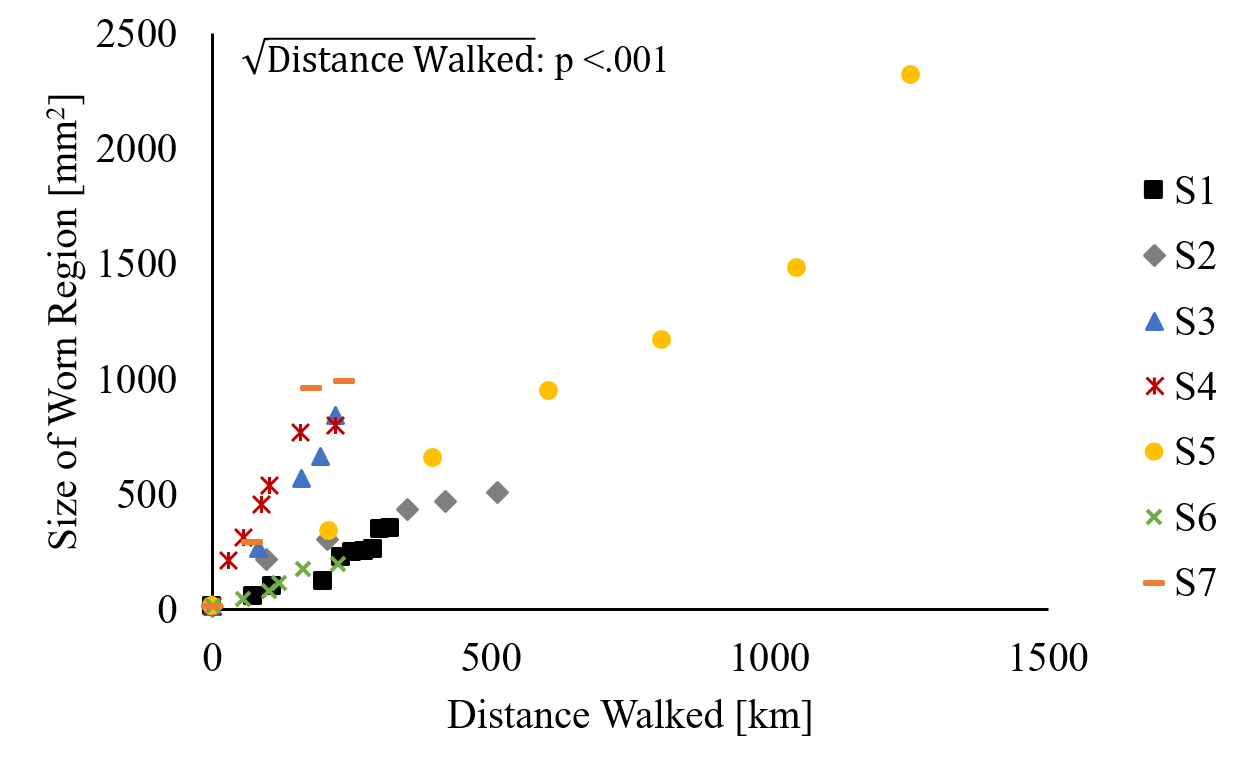 √Distance Walked: p <.001
2500
2000
1500
1000
500
0
Size of Worn Region [mm²]
0 500 1000 1500
Distance Walked [km]
S1
S2
S3
S4
S5
S6
S7